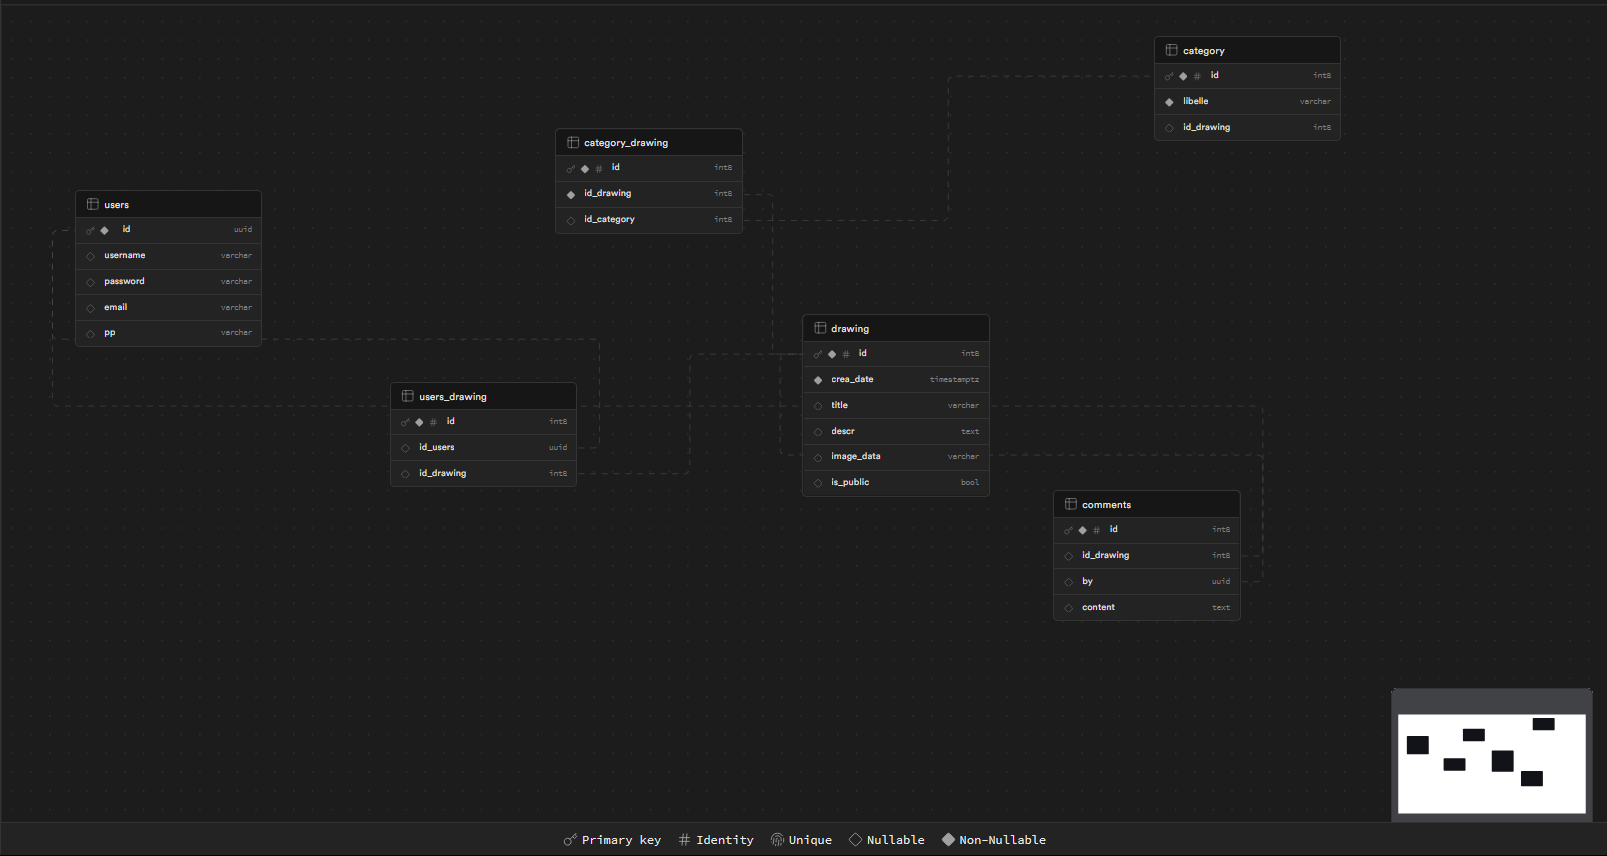 category
id int8
libelle varchar
id_drawing int8
category_drawing
id int8
id_drawing int8
id_category int8
users
id uuid
username varchar
password varchar
email varchar
pp varchar
drawing
id int8
crea_date timestamptz
title varchar
descr text
image_data varchar
is_public bool
users_drawing
id int8
id_users uuid
id_drawing int8
comments
id int8
id_drawing int8
by uuid
content text
Primary key # Identity Unique Nullable Non-Nullable